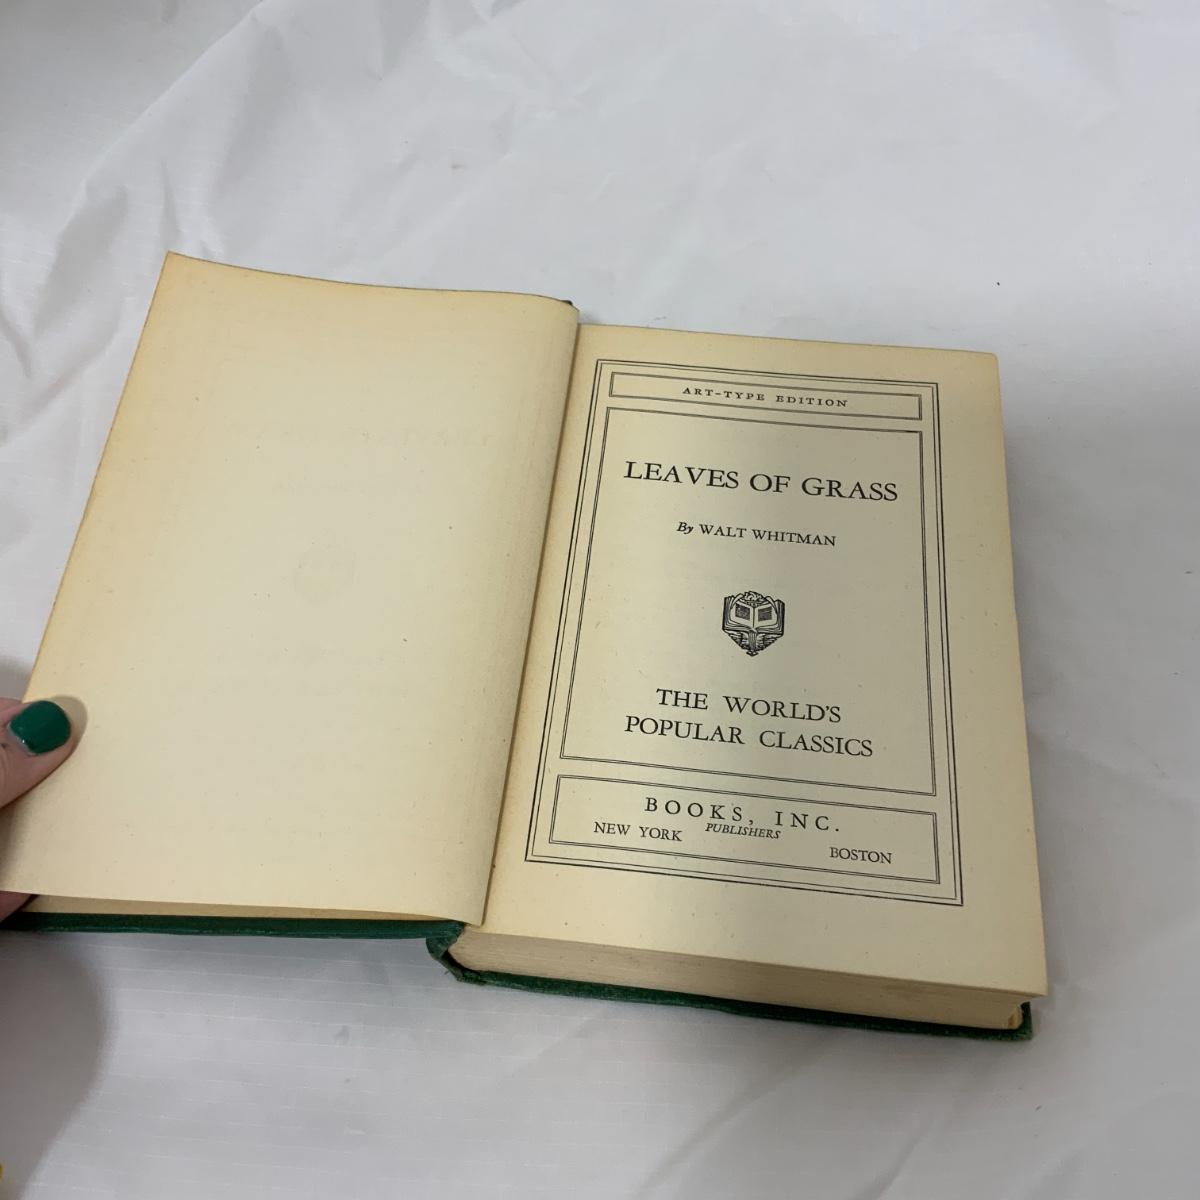 ART-TYPE EDITION
LEAVES OF GRASS
By WALT WHITMAN
THE WORLD'S
POPULAR CLASSICS
BOOKS, INC.
PUBLISHERS
NEW YORK BOSTON